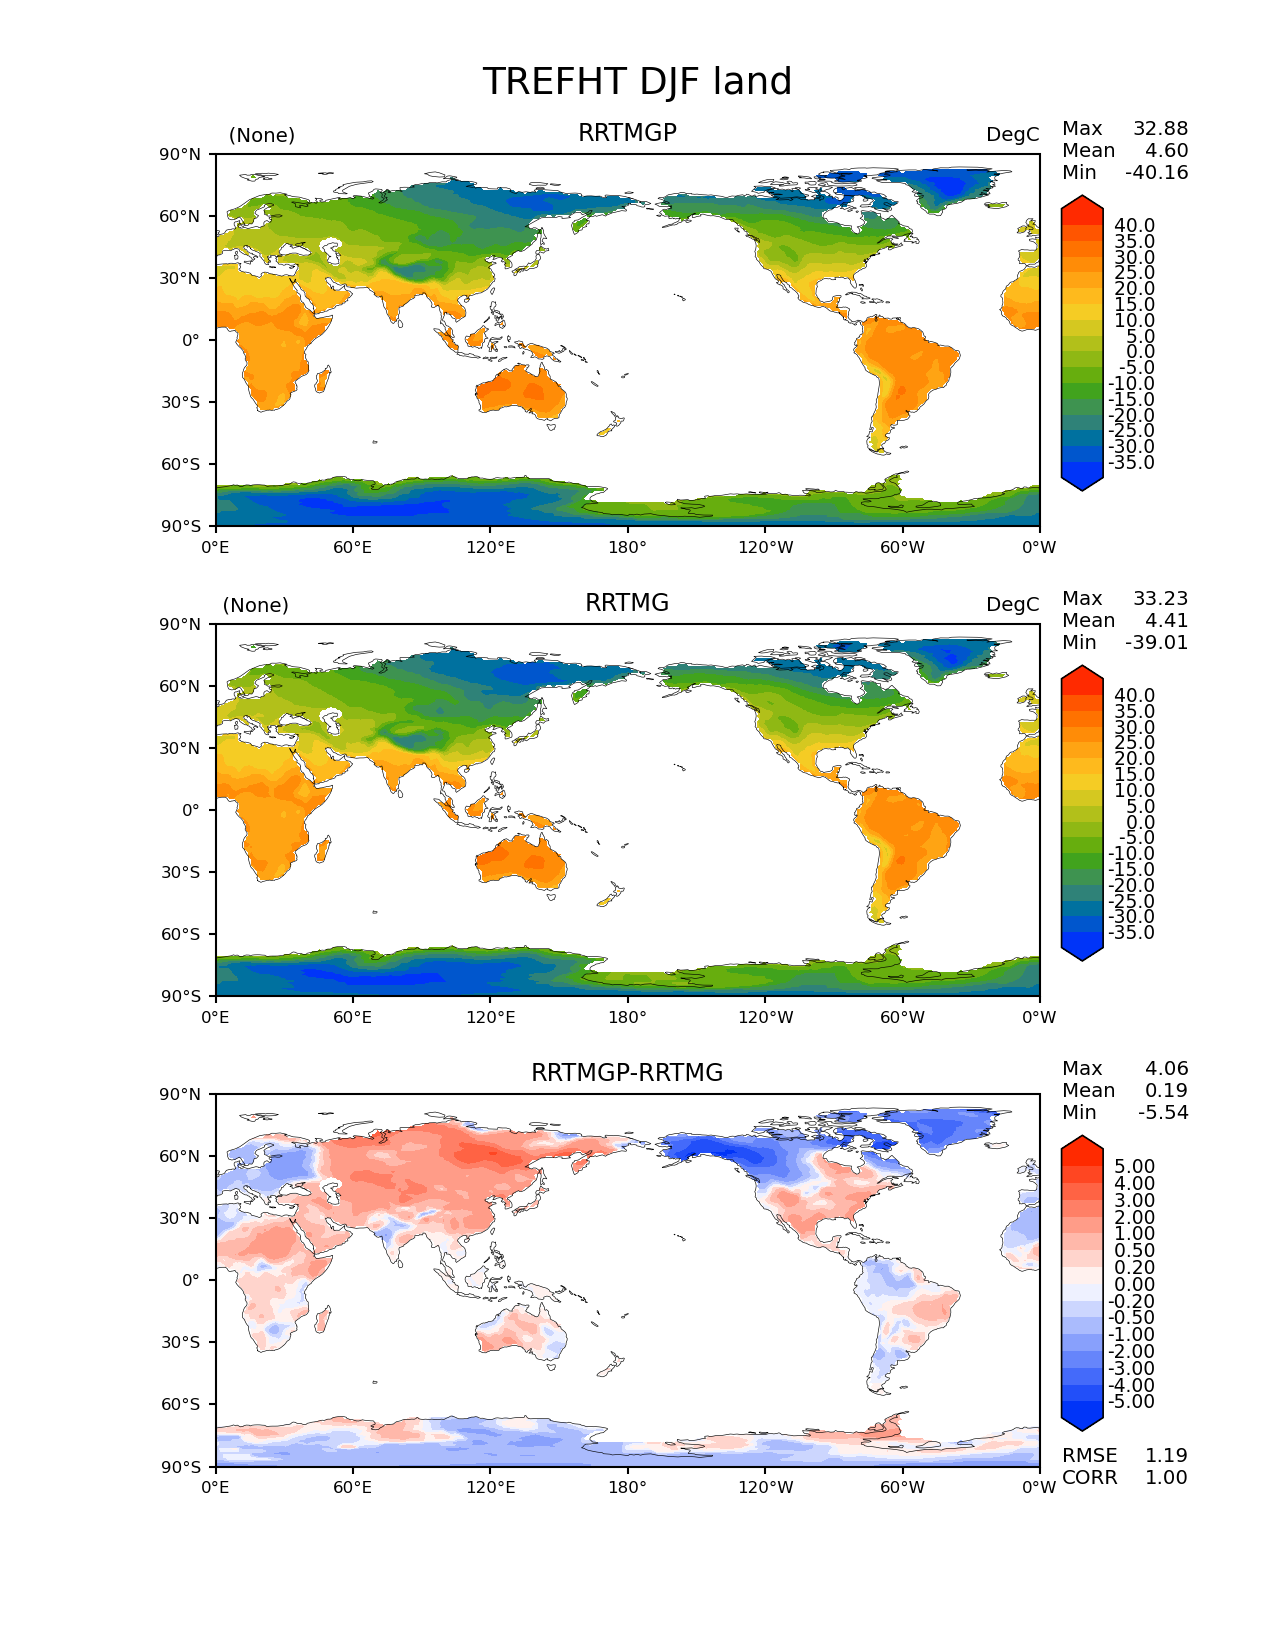 TREFHT DJF land
(None) RRTMGP DegC
Max 32.88
Mean 4.60
Min -40.16
90°N
60°N
30°N
0°
30°S
60°S
90°S
0°E 60°E 120°E 180° 120°W 60°W 0°W
40.0
35.0
30.0
25.0
20.0
15.0
10.0
5.0
0.0
-5.0
-10.0
-15.0
-20.0
-25.0
-30.0
-35.0
(None) RRTMG DegC
Max 33.23
Mean 4.41
Min -39.01
90°N
60°N
30°N
0°
30°S
60°S
90°S
0°E 60°E 120°E 180° 120°W 60°W 0°W
40.0
35.0
30.0
25.0
20.0
15.0
10.0
5.0
0.0
-5.0
-10.0
-15.0
-20.0
-25.0
-30.0
-35.0
RRTMGP-RRTMG
Max 4.06
Mean 0.19
Min -5.54
90°N
60°N
30°N
0°
30°S
60°S
90°S
0°E 60°E 120°E 180° 120°W 60°W 0°W
5.00
4.00
3.00
2.00
1.00
0.50
0.20
0.00
-0.20
-0.50
-1.00
-2.00
-3.00
-4.00
-5.00
RMSE 1.19
CORR 1.00